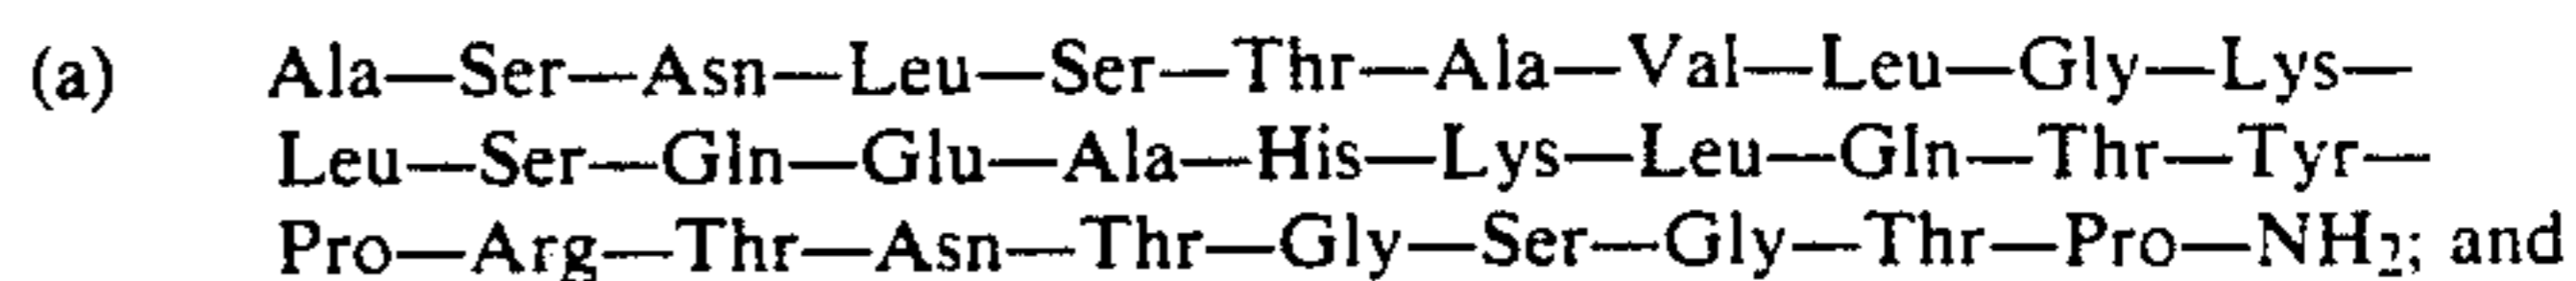 (a) Ala—Ser—Asn—Leu—Ser—Thr—Ala—Val—Leu—Gly—Lys—
Leu—Ser—Gln—Glu—Ala—His—Lys—Leu—Gln—Thr—Tyr—
Pro—Arg—Thr—Asn—Thr—Gly—Ser—Gly—Thr—Pro—NH₂; and